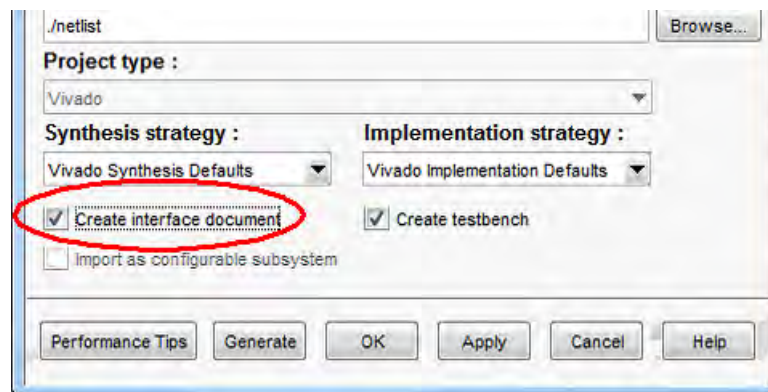 ./netlist Browse...
Project type :
Vivado
Synthesis strategy : Implementation strategy :
Vivado Synthesis Defaults Vivado Implementation Defaults
Create interface document Create testbench
Import as configurable subsystem
Performance Tips Generate OK Apply Cancel Help